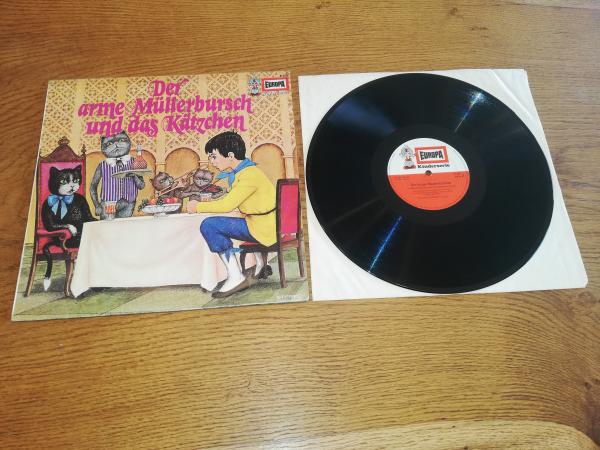 Der
arme Müllerbursch
und das Kätzchen
EUROPA
EUROPA
Kinderserie